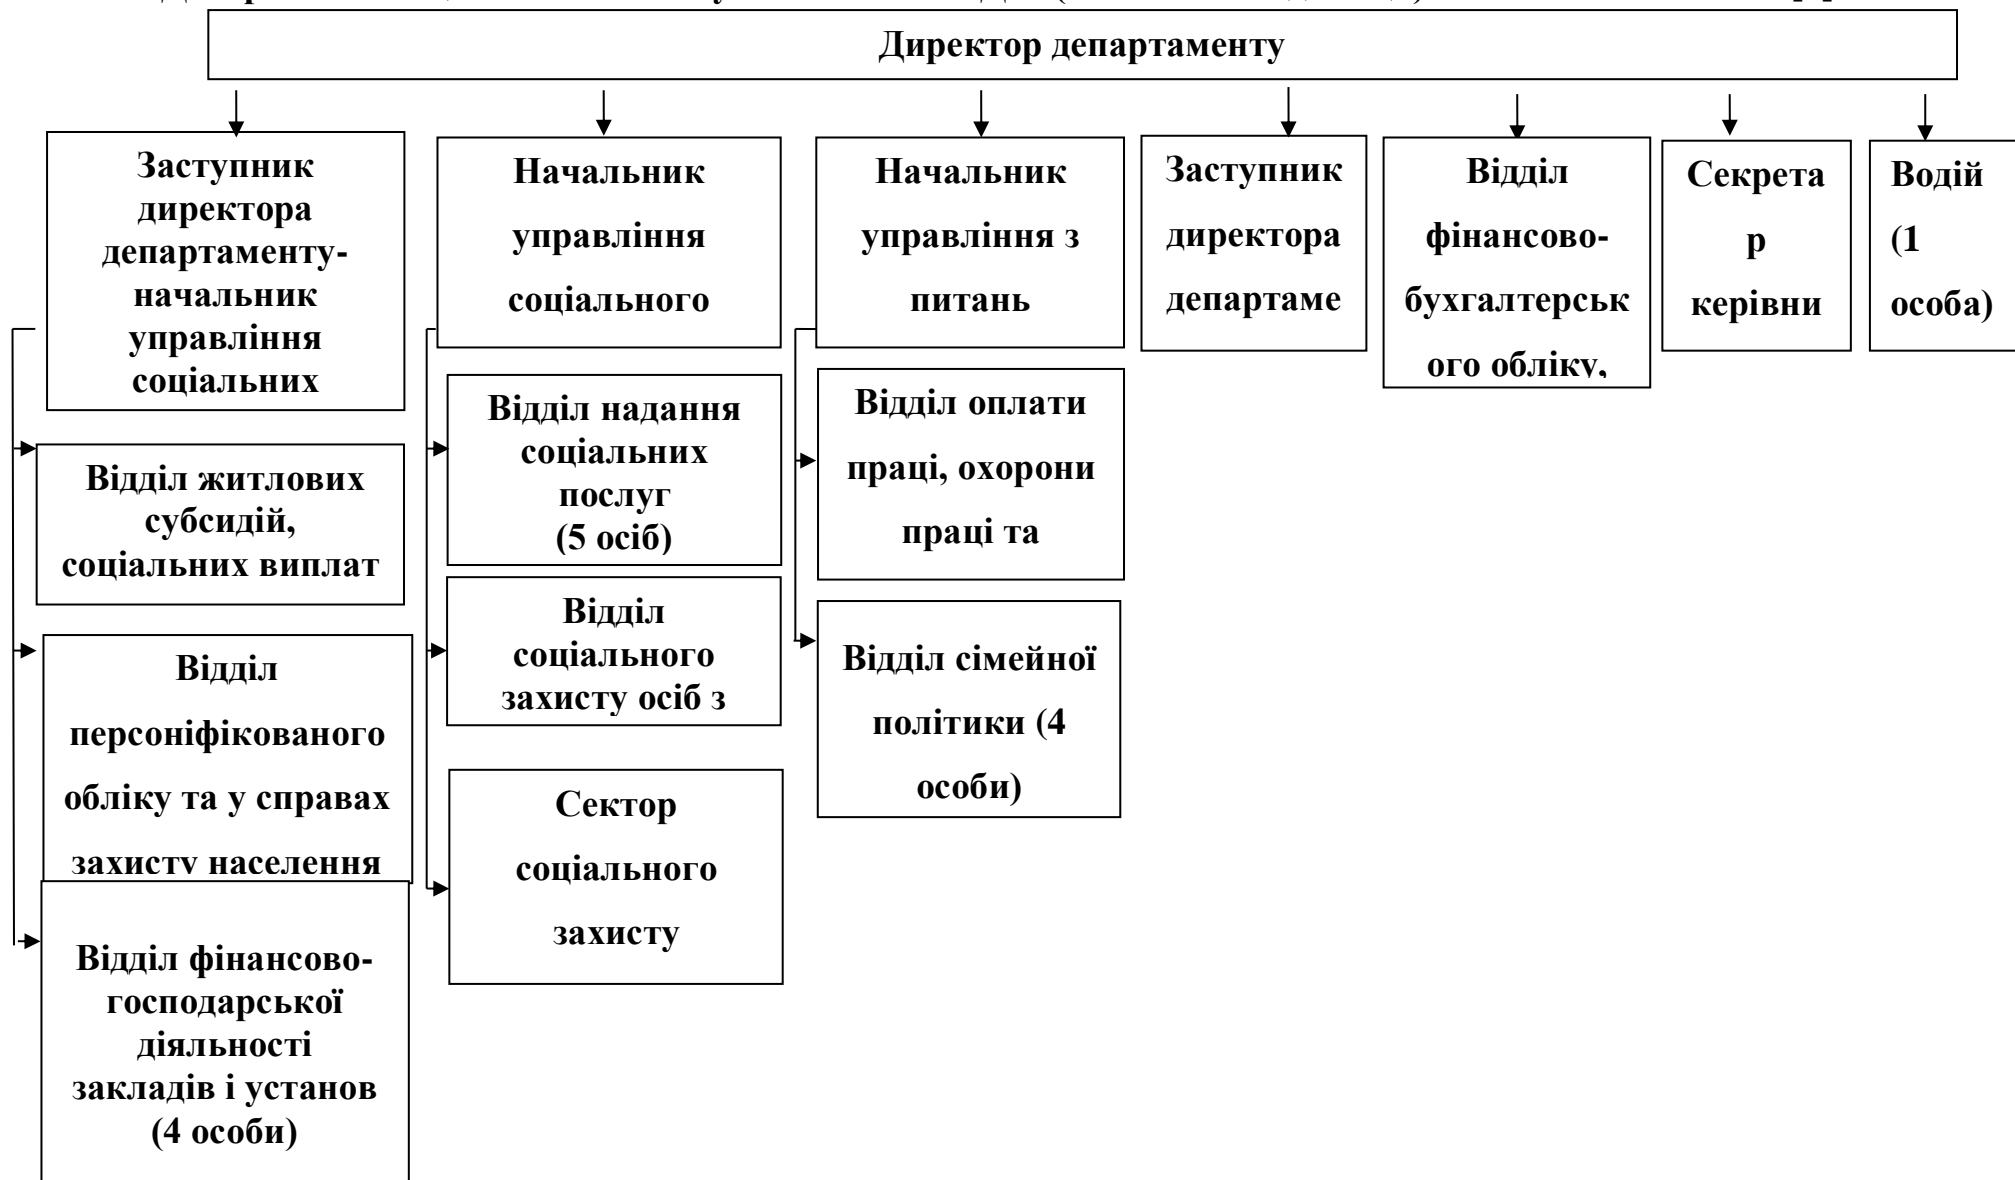 Директор департаменту
Заступник
директора
департаменту-
начальник
управління
соціальних
Начальник
управління
соціального
Начальник
управління з
питань
Заступник
директора
департаме
Відділ
фінансово-
бухгалтерськ
ого обліку,
Секрета
р
керівни
Водій
(1
особа)
Відділ житлових
субсидій,
соціальних виплат
Відділ
персоніфікованого
обліку та у справах
захисту населення
Відділ фінансово-
господарської
діяльності
закладів і установ
(4 особи)
Відділ надання
соціальних
послуг
(5 осіб)
Відділ
соціального
захисту осіб з
Сектор
соціального
захисту
Відділ оплати
праці, охорони
праці та
Відділ сімейної
політики (4
особи)